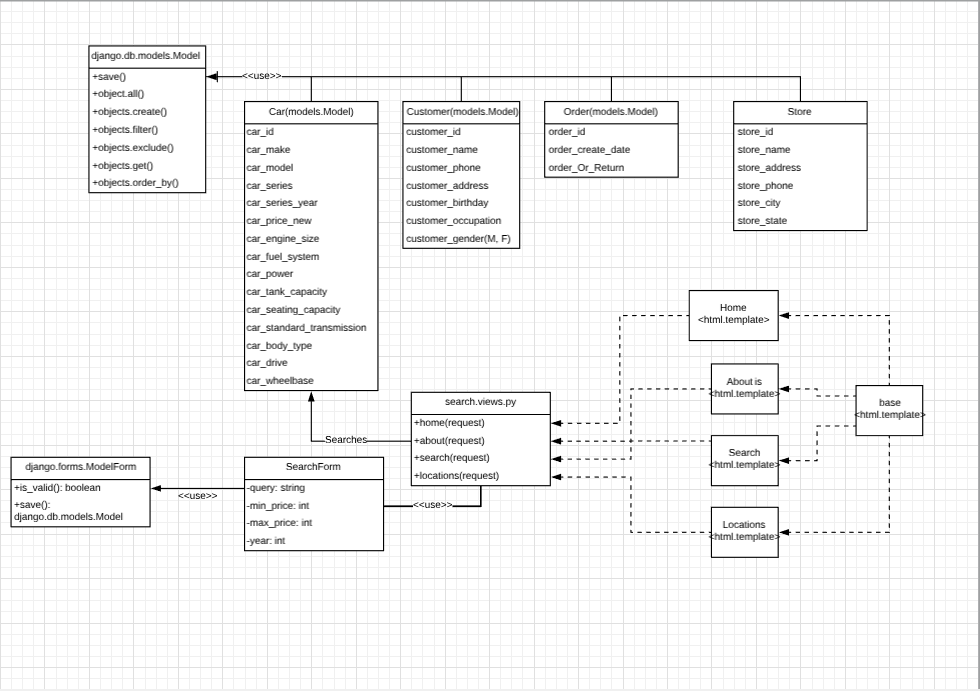 django.db.models.Model
+save()
+object.all()
+objects.create()
+objects.filter()
+objects.exclude()
+objects.get()
+objects.order_by()
<<use>>
Car(models.Model)
car_id
car_make
car_model
car_series
car_series_year
car_price_new
car_engine_size
car_fuel_system
car_power
car_tank_capacity
car_seating_capacity
car_standard_transmission
car_body_type
car_drive
car_wheelbase
Customer(models.Model)
customer_id
customer_name
customer_phone
customer_address
customer_birthday
customer_occupation
customer_gender(M, F)
Order(models.Model)
order_id
order_create_date
order_Or_Return
Store
store_id
store_name
store_address
store_phone
store_city
store_state
Home
<html.template>
About is
<html.template>
Search
<html.template>
Locations
<html.template>
base
<html.template>
search.views.py
+home(request)
+about(request)
+search(request)
+locations(request)
Searches
<<use>>
SearchForm
-query: string
-min_price: int
-max_price: int
-year: int
<<use>>
django.forms.ModelForm
+is_valid(): boolean
+save():
django.db.models.Model